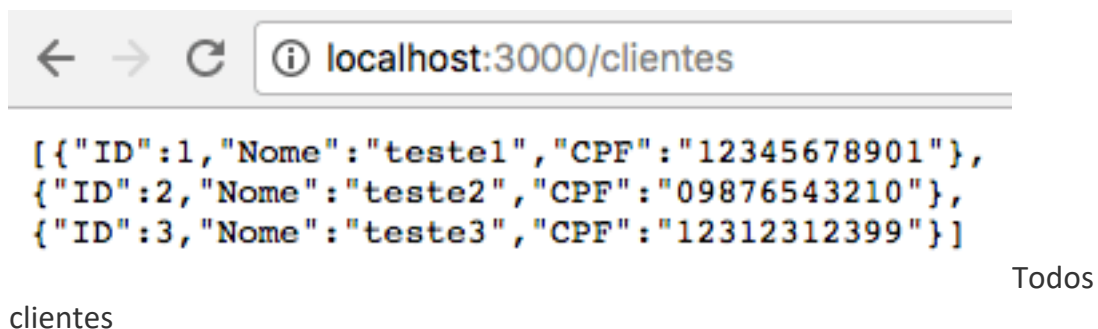 localhost:3000/clientes
[{"ID":1,"Nome":"teste1","CPF":"12345678901"},
{"ID":2,"Nome":"teste2","CPF":"09876543210"},
{"ID":3,"Nome":"teste3","CPF":"12312312399"}]
Todos
clientes